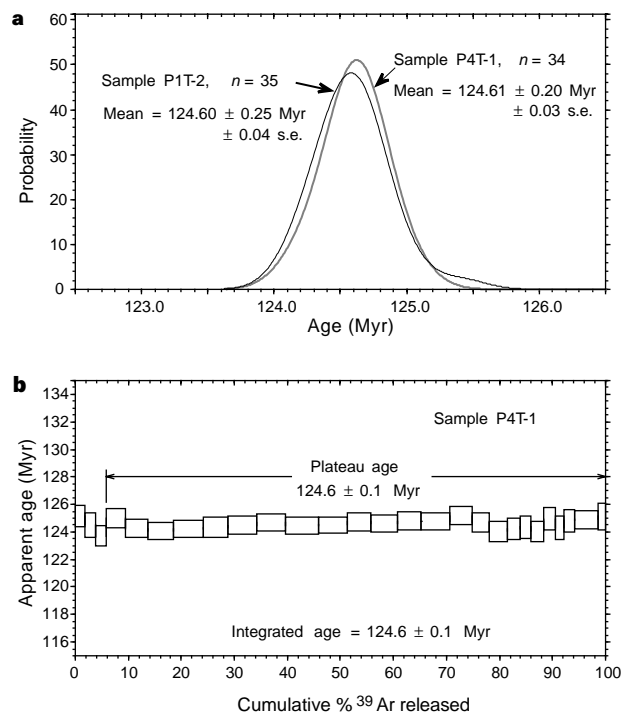 a
60
50
40
30
20
10
0
Probability
Sample P1T-2, n = 35
Mean = 124.60 ± 0.25 Myr
± 0.04 s.e.
Sample P4T-1, n = 34
Mean = 124.61 ± 0.20 Myr
± 0.03 s.e.
123.0 124.0 125.0 126.0
Age (Myr)
b
134
132
130
128
126
124
122
120
118
116
Apparent age (Myr)
Sample P4T-1
Plateau age
124.6 ± 0.1 Myr
Integrated age = 124.6 ± 0.1 Myr
0 10 20 30 40 50 60 70 80 90 100
Cumulative % ³⁹Ar released